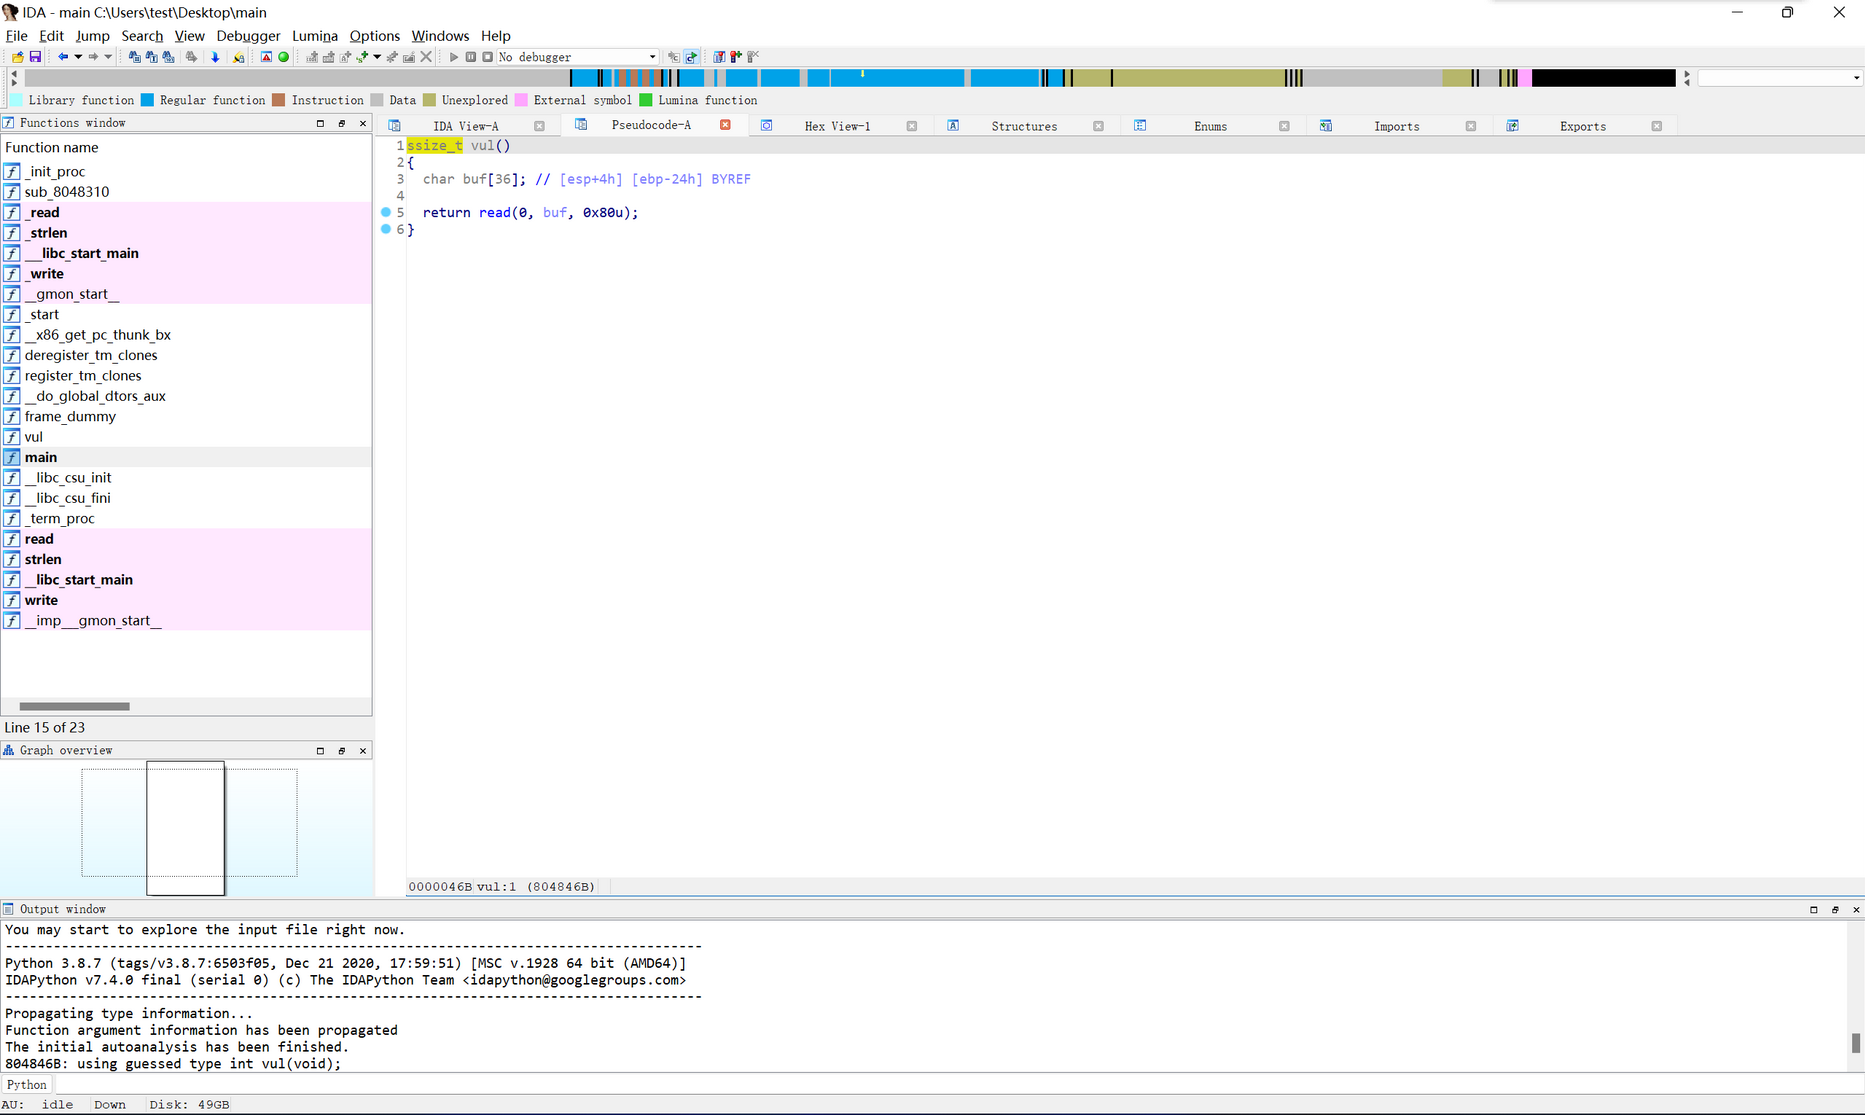 IDA - main C:\Users\test\Desktop\main
File Edit Jump Search View Debugger Lumina Options Windows Help
No debugger
Library function Regular function Instruction Data Unexplored External symbol Lumina function
Functions window
Function name
_init_proc
sub_8048310
_read
_strlen
___libc_start_main
_write
__gmon_start__
_start
__x86_get_pc_thunk_bx
deregister_tm_clones
register_tm_clones
__do_global_dtors_aux
frame_dummy
vul
main
__libc_csu_init
__libc_csu_fini
_term_proc
read
strlen
__libc_start_main
write
__imp___gmon_start__
Line 15 of 23
Graph overview
IDA View-A Pseudocode-A Hex View-1 Structures Enums Imports Exports
1 ssize_t vul()
2 {
3 char buf[36]; // [esp+4h] [ebp-24h] BYREF
4
5 return read(0, buf, 0x80u);
6 }
0000046B vul:1 (804846B)
Output window
You may start to explore the input file right now.
---------------------------------------------------------------------------------------
Python 3.8.7 (tags/v3.8.7:6503f05, Dec 21 2020, 17:59:51) [MSC v.1928 64 bit (AMD64)]
IDAPython v7.4.0 final (serial 0) (c) The IDAPython Team <idapython@googlegroups.com>
---------------------------------------------------------------------------------------
Propagating type information...
Function argument information has been propagated
The initial autoanalysis has been finished.
804846B: using guessed type int vul(void);
Python
AU: idle Down Disk: 49GB